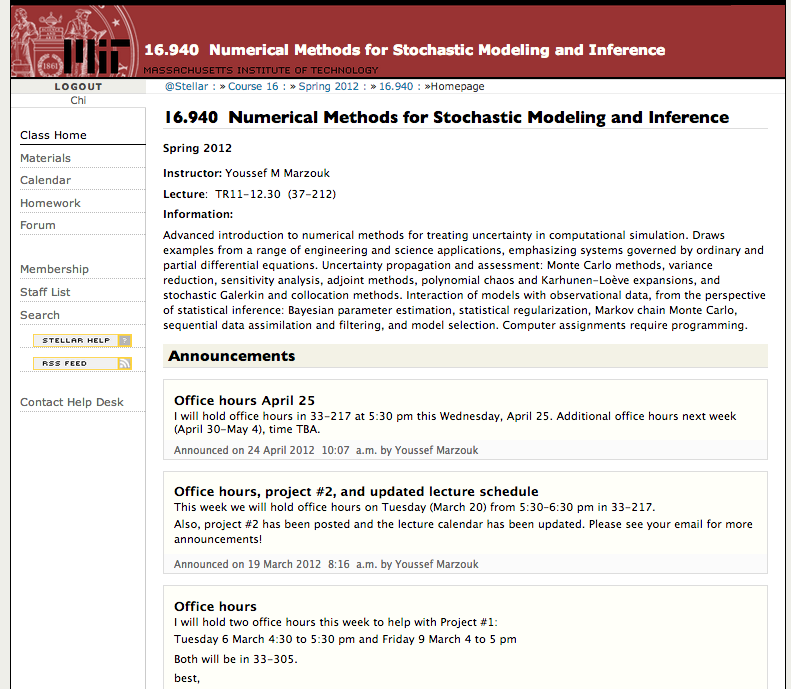 16.940 Numerical Methods for Stochastic Modeling and Inference
1861
MIT
MASSACHUSETTS INSTITUTE OF TECHNOLOGY
LOGOUT
Chi
@Stellar : » Course 16 : » Spring 2012 : » 16.940 : »Homepage
Class Home
Materials
Calendar
Homework
Forum
Membership
Staff List
Search
STELLAR HELP ?
RSS FEED
Contact Help Desk
16.940 Numerical Methods for Stochastic Modeling and Inference
Spring 2012
Instructor: Youssef M Marzouk
Lecture: TR11-12.30 (37-212)
Information:
Advanced introduction to numerical methods for treating uncertainty in computational simulation. Draws
examples from a range of engineering and science applications, emphasizing systems governed by ordinary and
partial differential equations. Uncertainty propagation and assessment: Monte Carlo methods, variance
reduction, sensitivity analysis, adjoint methods, polynomial chaos and Karhunen-Loève expansions, and
stochastic Galerkin and collocation methods. Interaction of models with observational data, from the perspective
of statistical inference: Bayesian parameter estimation, statistical regularization, Markov chain Monte Carlo,
sequential data assimilation and filtering, and model selection. Computer assignments require programming.
Announcements
Office hours April 25
I will hold office hours in 33-217 at 5:30 pm this Wednesday, April 25. Additional office hours next week
(April 30-May 4), time TBA.
Announced on 24 April 2012 10:07 a.m. by Youssef Marzouk
Office hours, project #2, and updated lecture schedule
This week we will hold office hours on Tuesday (March 20) from 5:30-6:30 pm in 33-217.
Also, project #2 has been posted and the lecture calendar has been updated. Please see your email for more
announcements!
Announced on 19 March 2012 8:16 a.m. by Youssef Marzouk
Office hours
I will hold two office hours this week to help with Project #1:
Tuesday 6 March 4:30 to 5:30 pm and Friday 9 March 4 to 5 pm
Both will be in 33-305.
best,